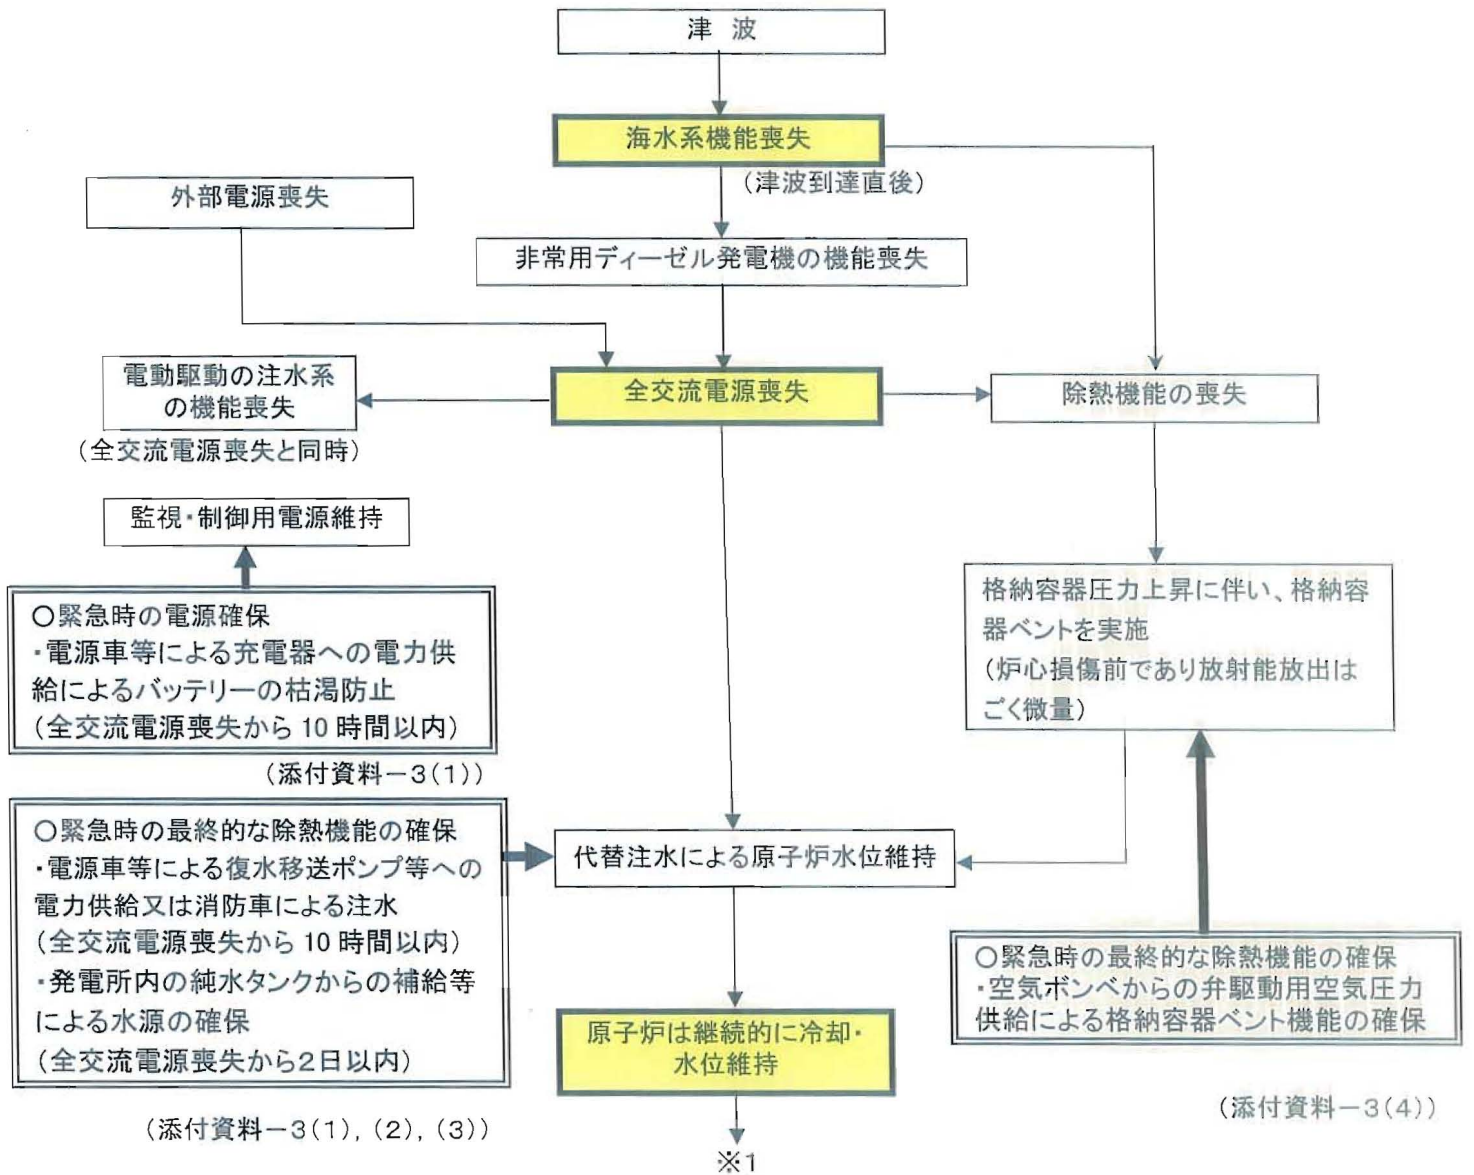 津 波
海水系機能喪失
(津波到達直後)
外部電源喪失
非常用ディーゼル発電機の機能喪失
電動駆動の注水系
の機能喪失
(全交流電源喪失と同時)
全交流電源喪失
除熱機能の喪失
監視・制御用電源維持
○緊急時の電源確保
・電源車等による充電器への電力供
給によるバッテリーの枯渇防止
(全交流電源喪失から 10 時間以内)
(添付資料－3(1))
格納容器圧力上昇に伴い、格納容
器ベントを実施
(炉心損傷前であり放射能放出は
ごく微量)
○緊急時の最終的な除熱機能の確保
・電源車等による復水移送ポンプ等への
電力供給又は消防車による注水
(全交流電源喪失から 10 時間以内)
・発電所内の純水タンクからの補給等
による水源の確保
(全交流電源喪失から2日以内)
(添付資料－3(1), (2), (3))
代替注水による原子炉水位維持
○緊急時の最終的な除熱機能の確保
・空気ボンベからの弁駆動用空気圧力
供給による格納容器ベント機能の確保
(添付資料－3(4))
原子炉は継続的に冷却・
水位維持
※1